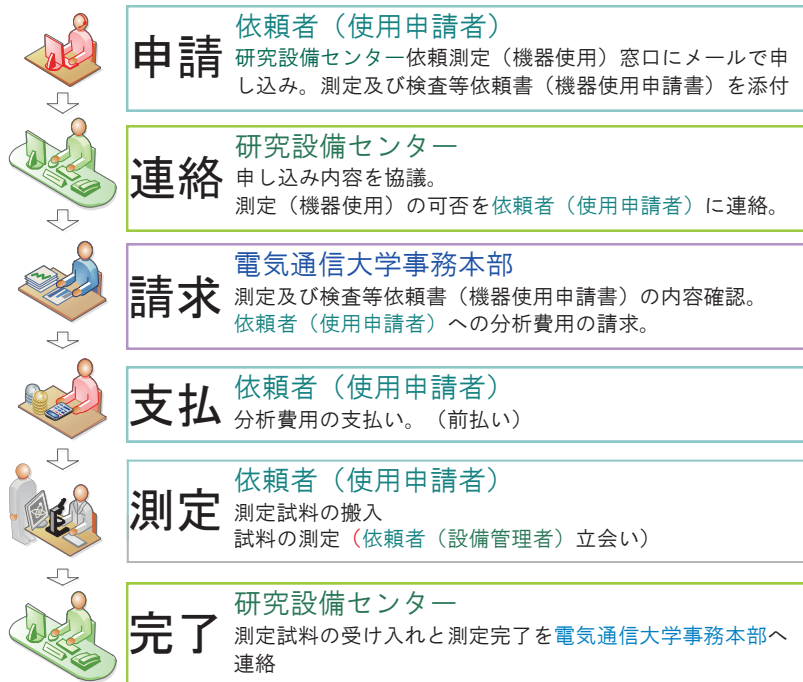 申請
依頼者（使用申請者）
研究設備センター依頼測定（機器使用）窓口にメールで申
し込み。測定及び検査等依頼書（機器使用申請書）を添付
連絡
研究設備センター
申し込み内容を協議。
測定（機器使用）の可否を依頼者（使用申請者）に連絡。
請求
電気通信大学事務本部
測定及び検査等依頼書（機器使用申請書）の内容確認。
依頼者（使用申請者）への分析費用の請求。
支払
依頼者（使用申請者）
分析費用の支払い。（前払い）
測定
依頼者（使用申請者）
測定試料の搬入
試料の測定（依頼者（設備管理者）立会い）
完了
研究設備センター
測定試料の受け入れと測定完了を電気通信大学事務本部へ
連絡